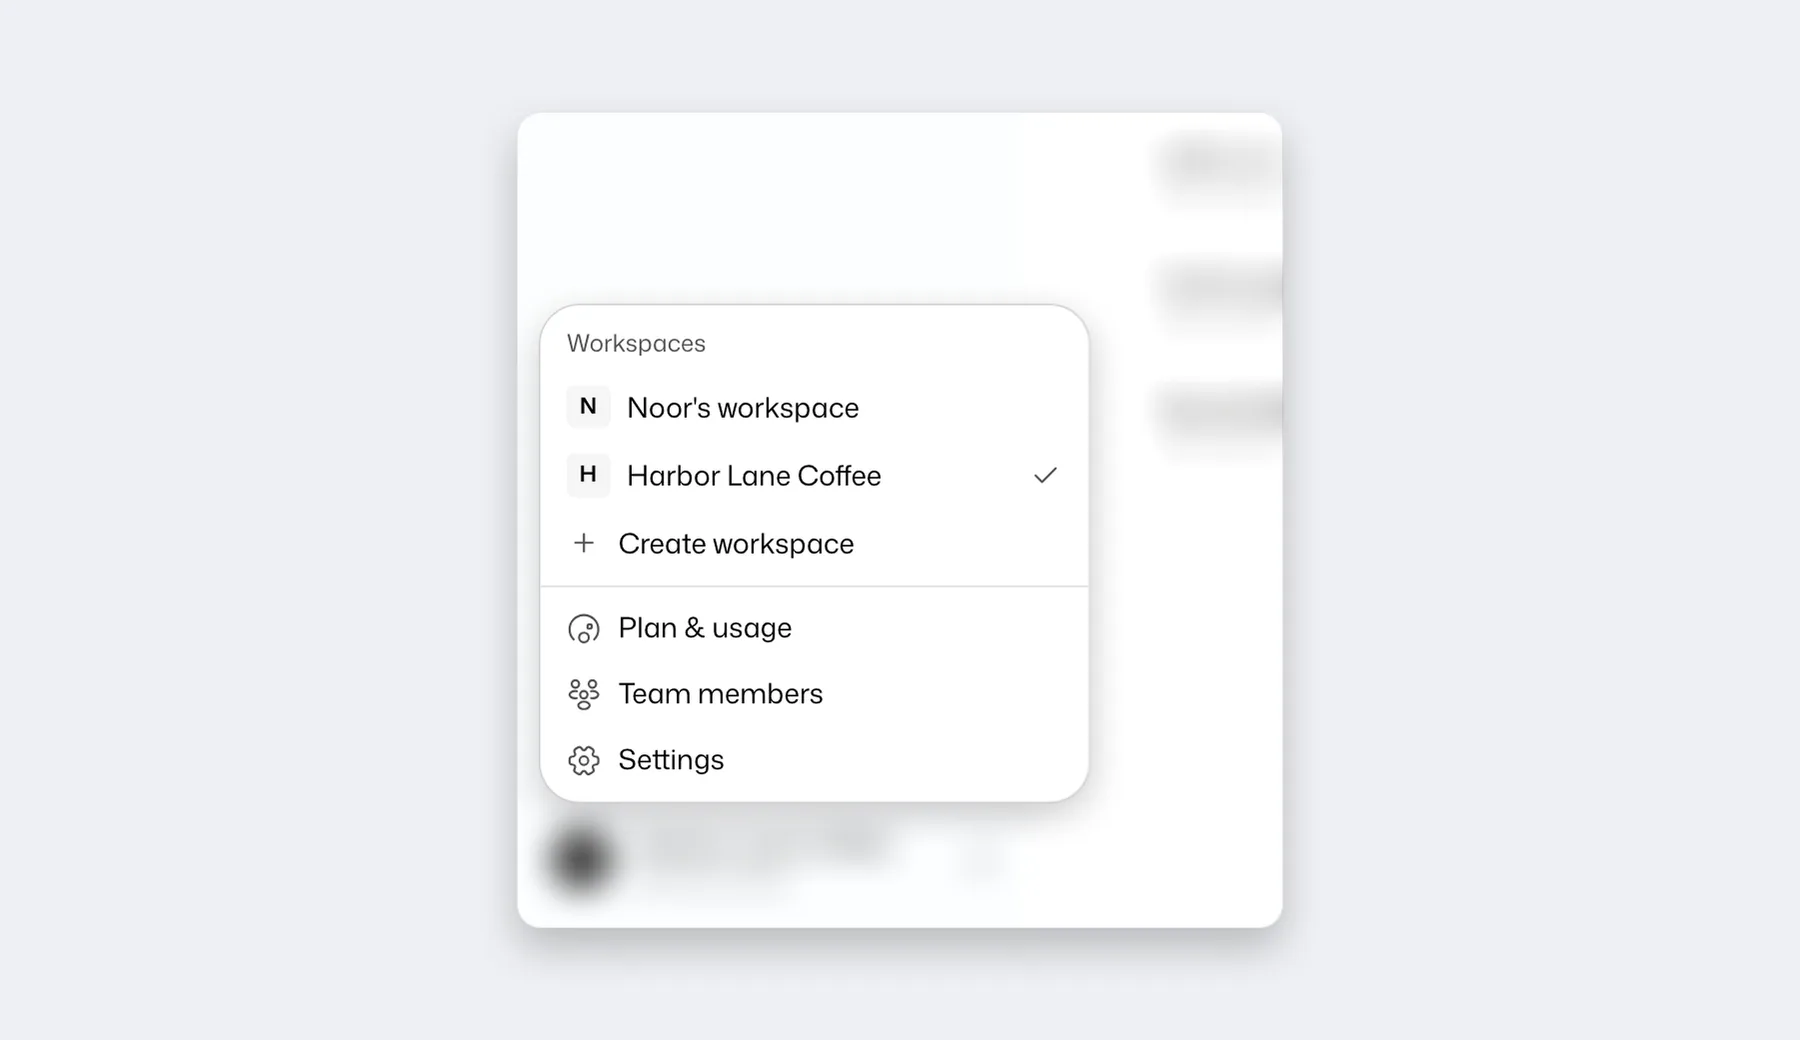 Workspaces
N Noor's workspace
H Harbor Lane Coffee
Create workspace
Plan & usage
Team members
Settings